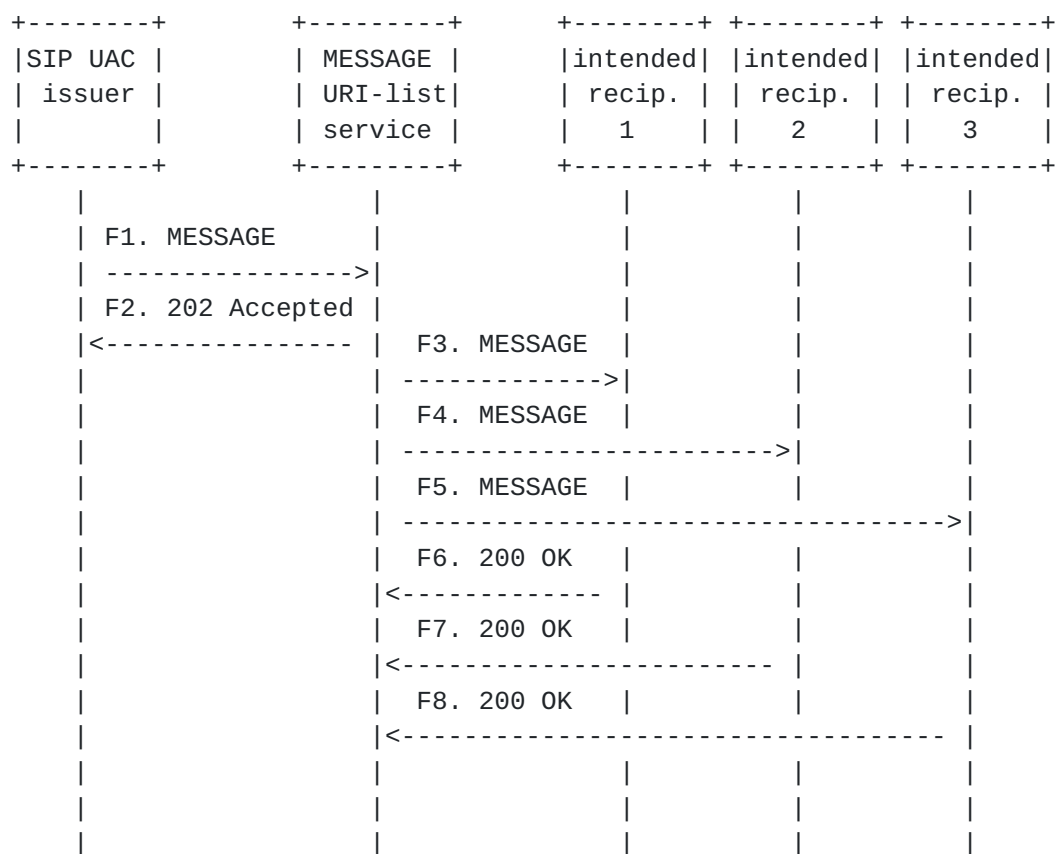 SIP UAC MESSAGE intended intended intended
issuer URI-list recip. recip. recip.
service 1 2 3
F1. MESSAGE
F2. 202 Accepted
F3. MESSAGE
F4. MESSAGE
F5. MESSAGE
F6. 200 OK
F7. 200 OK
F8. 200 OK